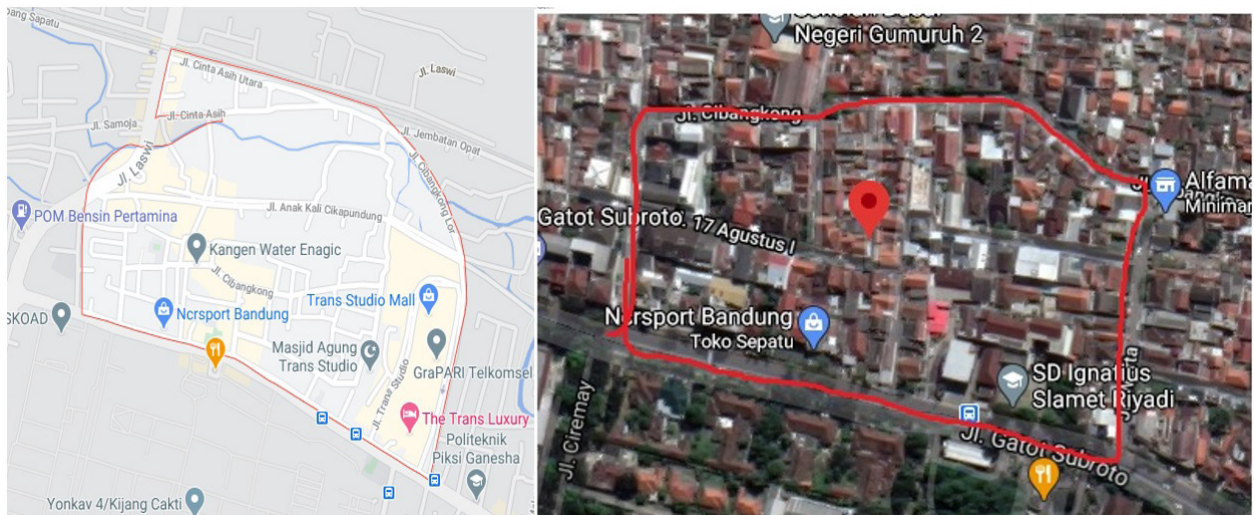 ang Sapatu
Jl. Cinta Asih Utara
Jl. Laswi
Jl. Cinta Asih
Jl. Samoja
Jl. Jembatan Opat
Jl. Laswi
Jl. Cibangkong Lor
POM Bensin Pertamina
Jl. Anak Kali Cikapundung
Kangen Water Enagic
Jl. Cibangkong
Trans Studio Mall
Ncrsport Bandung
SKOAD
Masjid Agung
Trans Studio
GraPARI Telkomsel
Jl. Trans Studio
The Trans Luxury
Politeknik
Piksi Ganesha
Yonkav 4/Kijang Cakti
Negeri Gumuruh 2
Jl. Cibangkong
Alfama
Minimar
Gatot Subroto
. 17 Agustus I
Ncrsport Bandung
Toko Sepatu
SD Ignatius
Slamet Riyadi
Jl. Ciremay
Jl. Gatot Subroto